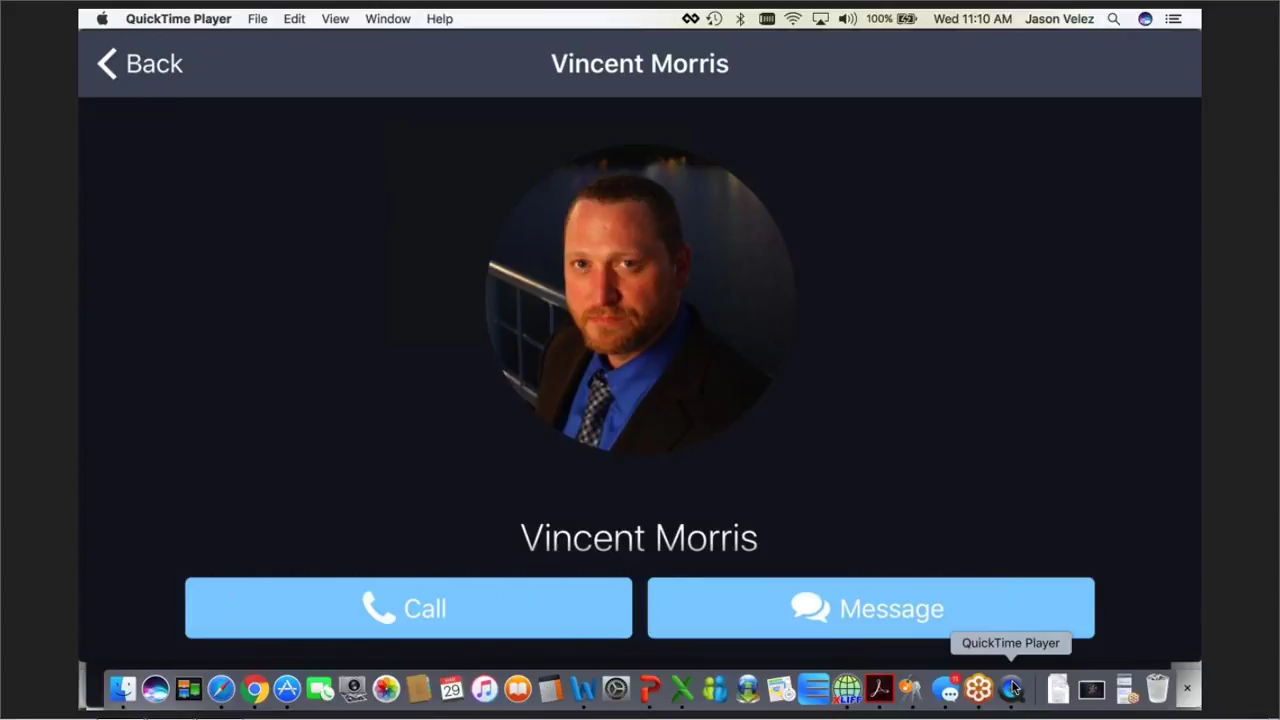 QuickTime Player File Edit View Window Help 100% Wed 11:10 AM Jason Velez
Back
Vincent Morris
Vincent Morris
Call
Message
QuickTime Player
29
XLIFF